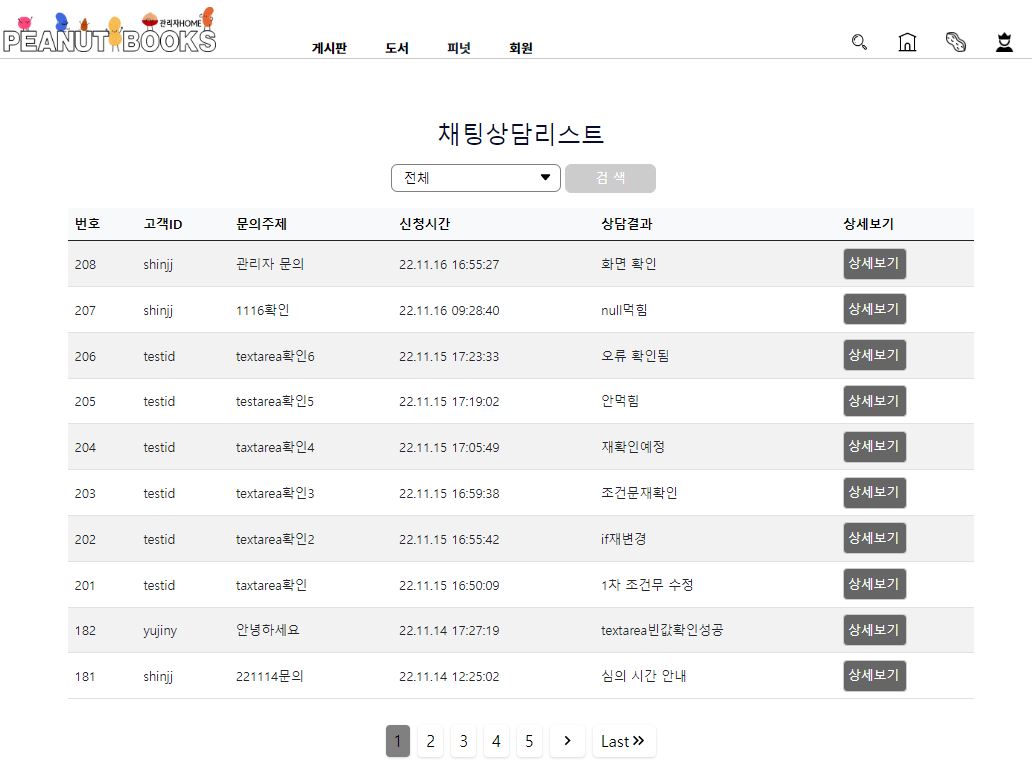 관리자HOME
PEANUT BOOKS
게시판 도서 피넛 회원
채팅상담리스트
전체 검 색
번호 고객ID 문의주제 신청시간 상담결과 상세보기
208 shinjj 관리자 문의 22.11.16 16:55:27 화면 확인 상세보기
207 shinjj 1116확인 22.11.16 09:28:40 null먹힘 상세보기
206 testid textarea확인6 22.11.15 17:23:33 오류 확인됨 상세보기
205 testid testarea확인5 22.11.15 17:19:02 안먹힘 상세보기
204 testid taxtarea확인4 22.11.15 17:05:49 재확인예정 상세보기
203 testid textarea확인3 22.11.15 16:59:38 조건문재확인 상세보기
202 testid textarea확인2 22.11.15 16:55:42 if재변경 상세보기
201 testid taxtarea확인 22.11.15 16:50:09 1차 조건무 수정 상세보기
182 yujiny 안녕하세요 22.11.14 17:27:19 textarea빈값확인성공 상세보기
181 shinjj 221114문의 22.11.14 12:25:02 심의 시간 안내 상세보기
1 2 3 4 5 > Last »